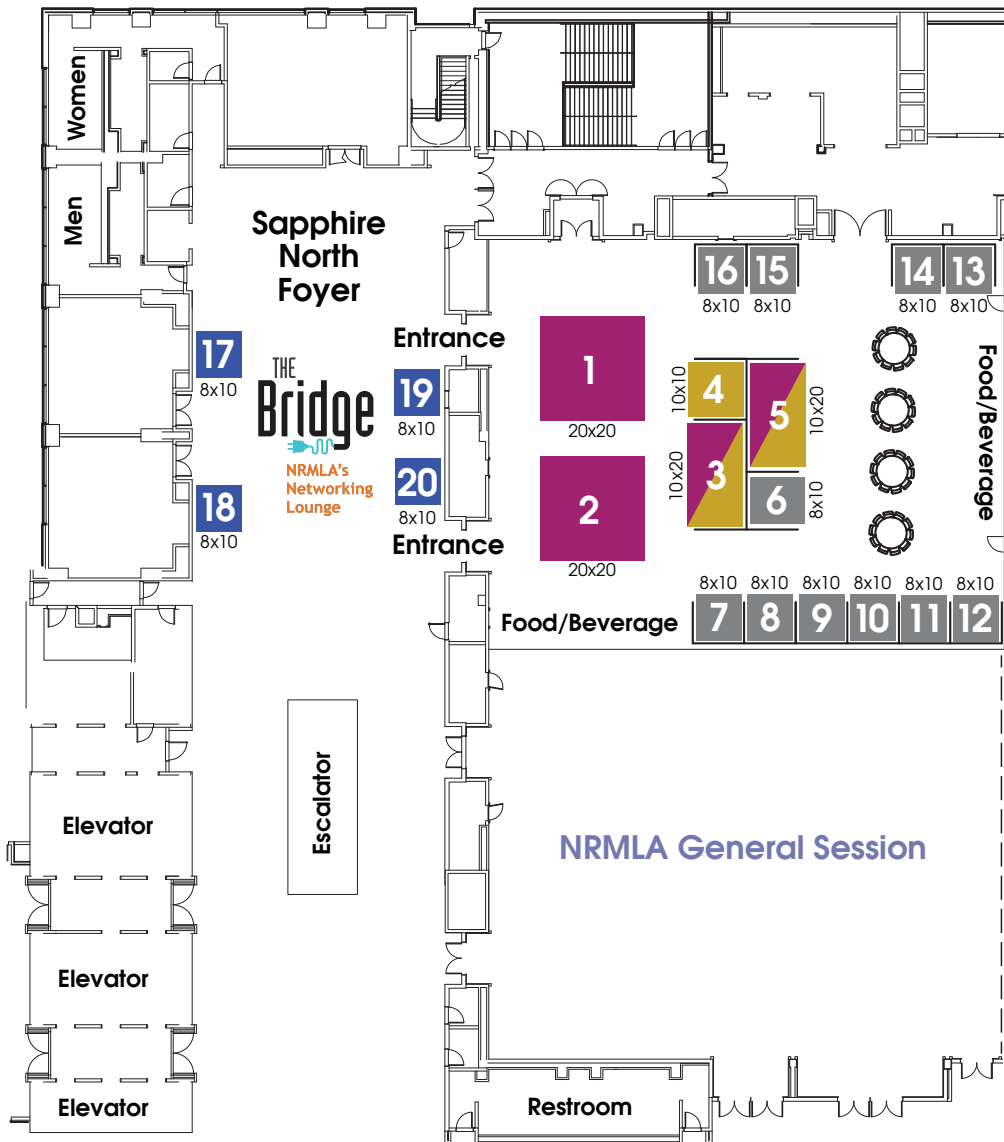 Women
Men
Sapphire
North
Foyer
Entrance
16
8x10
15
8x10
14
8x10
13
8x10
17
8x10
THE
Bridge
NRMLA's
Networking
Lounge
19
8x10
20
8x10
18
8x10
Entrance
1
20x20
2
20x20
4
10x10
5
10x20
3
10x20
6
8x10
Food/Beverage
Food/Beverage
8x10
7
8x10
8
8x10
9
8x10
10
8x10
11
8x10
12
Escalator
NRMLA General Session
Elevator
Elevator
Elevator
Restroom